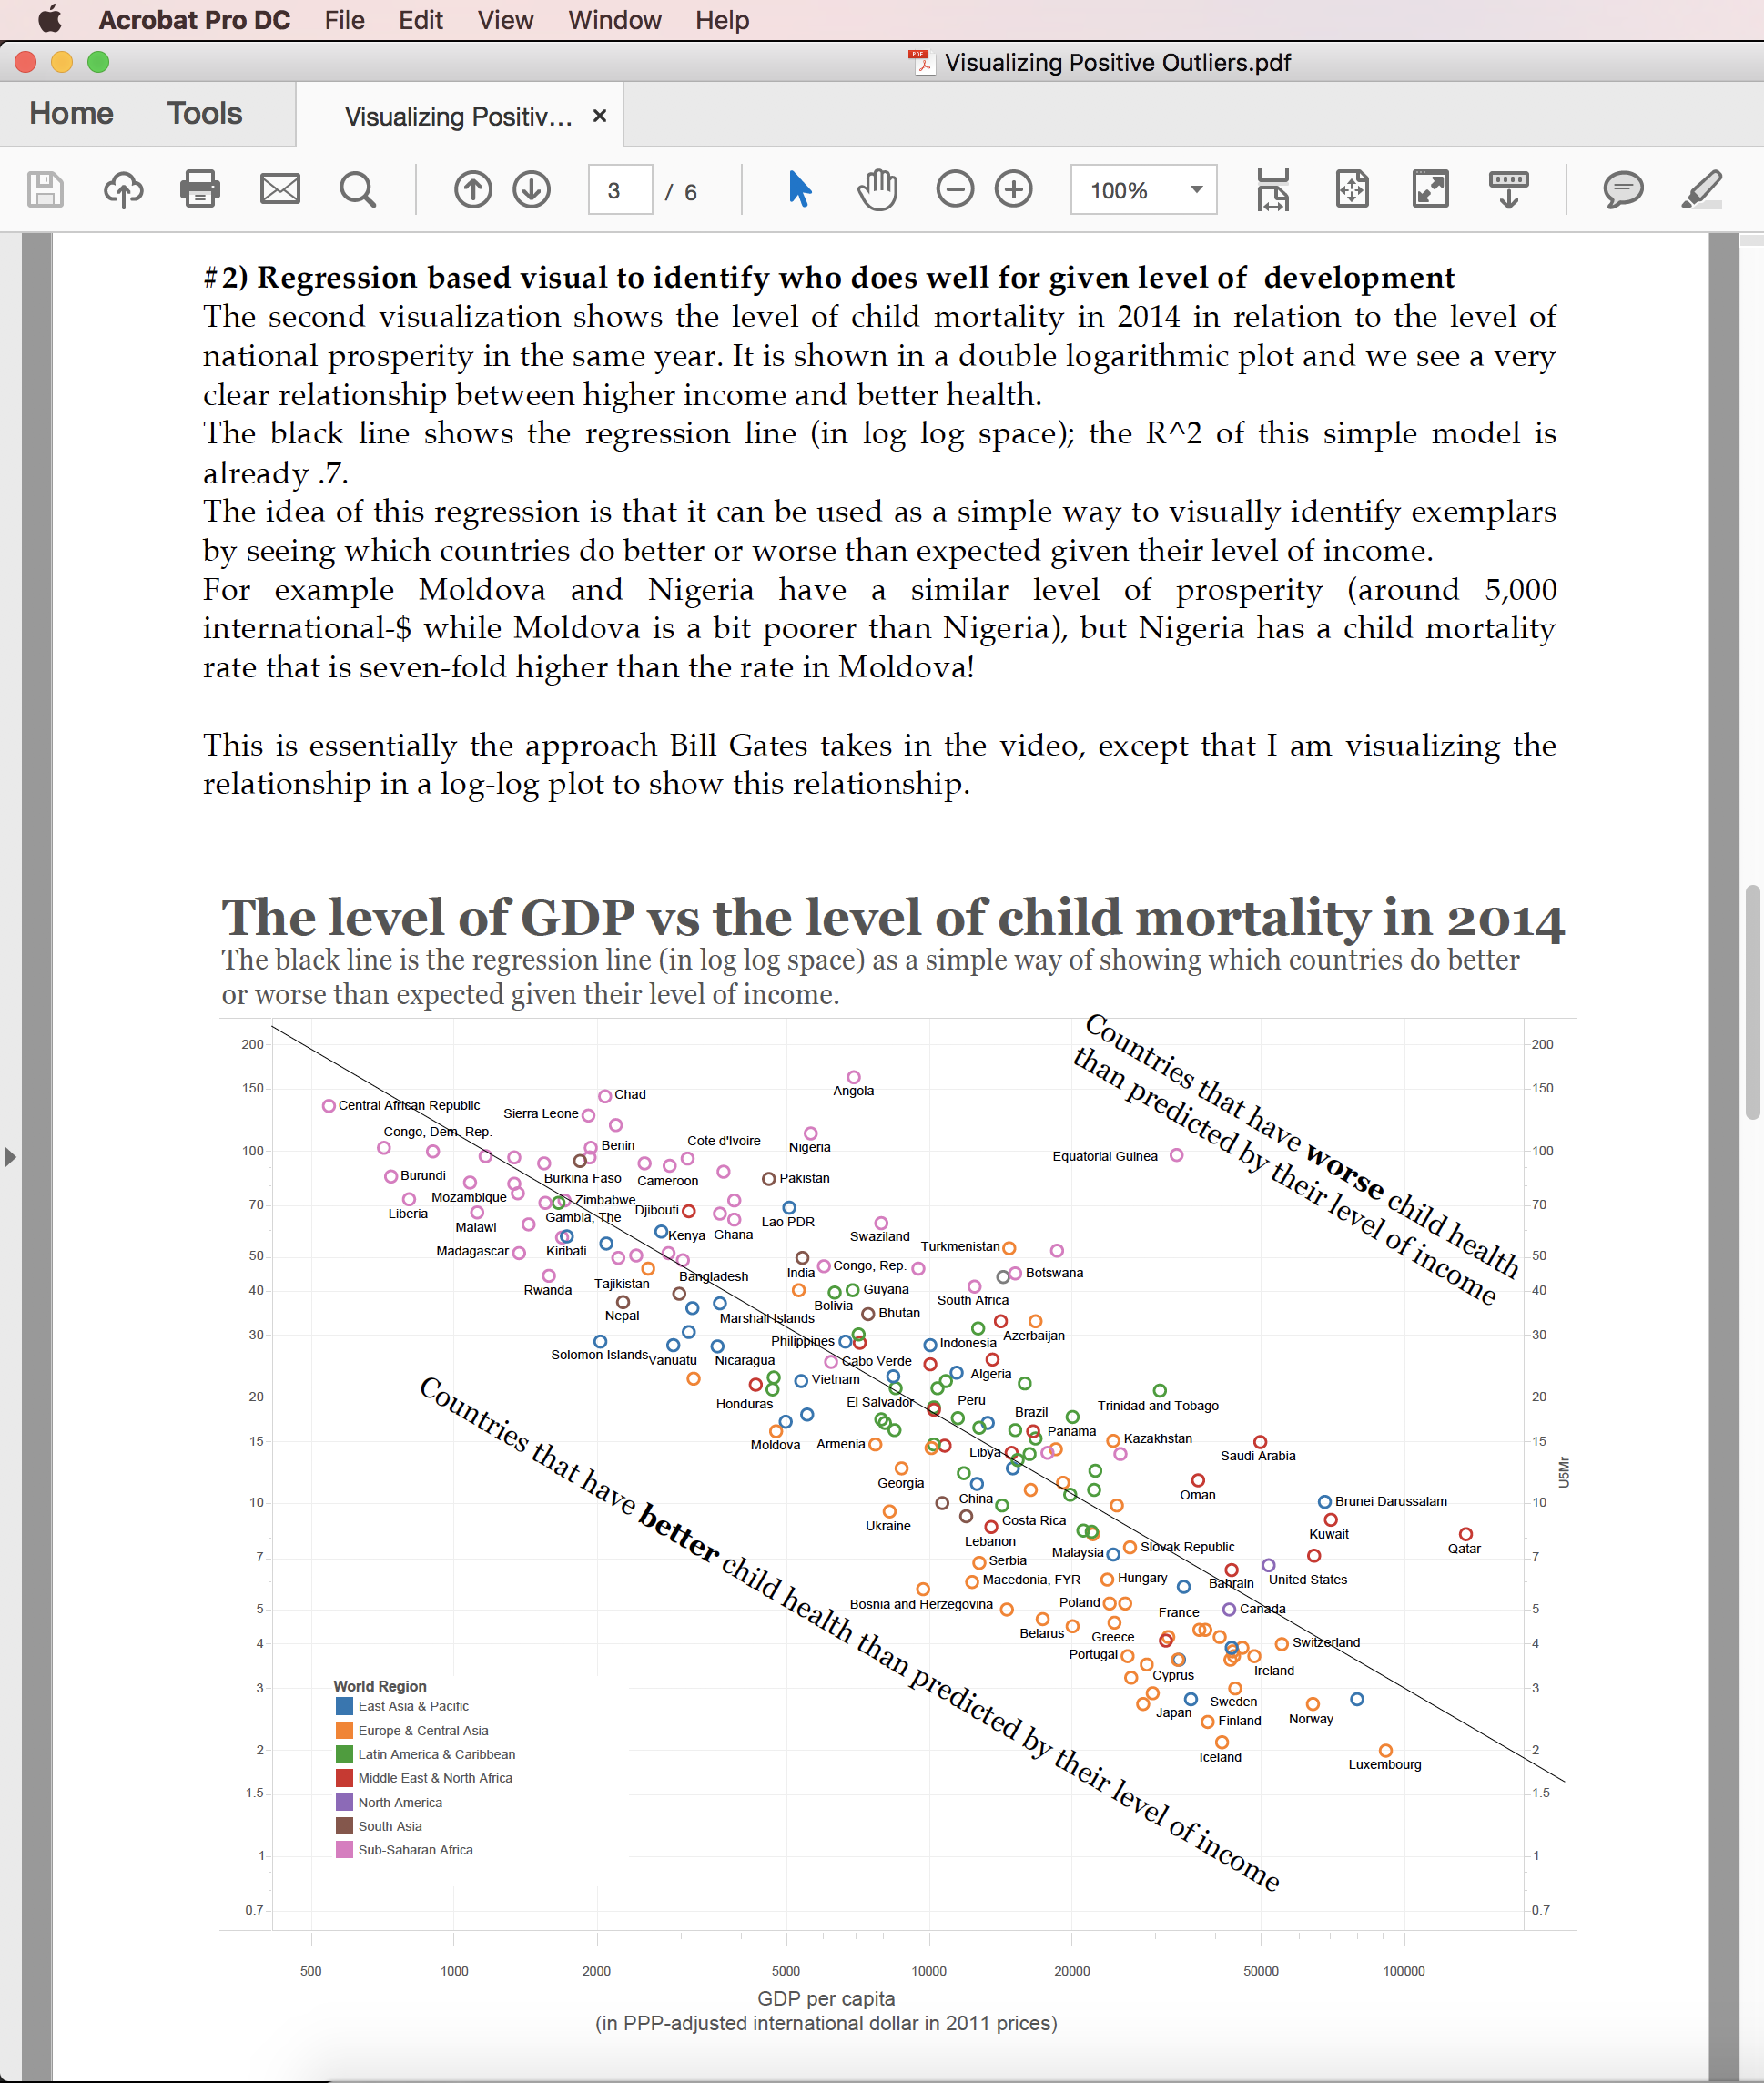 Acrobat Pro DC File Edit View Window Help
Visualizing Positive Outliers.pdf
Home Tools Visualizing Positiv... ×
3 / 6 100%
#2) Regression based visual to identify who does well for given level of development
The second visualization shows the level of child mortality in 2014 in relation to the level of
national prosperity in the same year. It is shown in a double logarithmic plot and we see a very
clear relationship between higher income and better health.
The black line shows the regression line (in log log space); the R^2 of this simple model is
already .7.
The idea of this regression is that it can be used as a simple way to visually identify exemplars
by seeing which countries do better or worse than expected given their level of income.
For example Moldova and Nigeria have a similar level of prosperity (around 5,000
international-$ while Moldova is a bit poorer than Nigeria), but Nigeria has a child mortality
rate that is seven-fold higher than the rate in Moldova!
This is essentially the approach Bill Gates takes in the video, except that I am visualizing the
relationship in a log-log plot to show this relationship.
The level of GDP vs the level of child mortality in 2014
The black line is the regression line (in log log space) as a simple way of showing which countries do better
or worse than expected given their level of income.
Countries that have worse child health
than predicted by their level of income
200
150
100
70
50
40
30
20
15
10
7
5
4
3
2
1.5
1
0.7
Angola
Chad
Central African Republic
Sierra Leone
Congo, Dem. Rep.
Benin
Cote d'Ivoire
Nigeria
Equatorial Guinea
Burundi
Burkina Faso
Cameroon
Pakistan
Mozambique
Zimbabwe
Liberia
Gambia, The
Djibouti
Lao PDR
Malawi
Kenya
Ghana
Swaziland
Madagascar
Kiribati
Turkmenistan
Rwanda
Tajikistan
Bangladesh
India
Congo, Rep.
Botswana
Guyana
South Africa
Nepal
Bolivia
Bhutan
Marshall Islands
Philippines
Indonesia
Azerbaijan
Solomon Islands
Vanuatu
Nicaragua
Cabo Verde
Algeria
Vietnam
Honduras
El Salvador
Peru
Trinidad and Tobago
Brazil
Panama
Kazakhstan
Moldova
Armenia
Libya
Saudi Arabia
Georgia
China
Oman
Brunei Darussalam
Ukraine
Costa Rica
Kuwait
Lebanon
Malaysia
Slovak Republic
Qatar
Serbia
Macedonia, FYR
Hungary
Bahrain
United States
Bosnia and Herzegovina
Poland
France
Canada
Belarus
Greece
Switzerland
Portugal
Cyprus
Ireland
Sweden
Japan
Finland
Norway
Iceland
Luxembourg
Countries that have better child health than predicted by their level of income
World Region
East Asia & Pacific
Europe & Central Asia
Latin America & Caribbean
Middle East & North Africa
North America
South Asia
Sub-Saharan Africa
200
150
100
70
50
40
30
20
15
10
7
5
4
3
2
1.5
1
0.7
U5Mr
500 1000 2000 5000 10000 20000 50000 100000
GDP per capita
(in PPP-adjusted international dollar in 2011 prices)